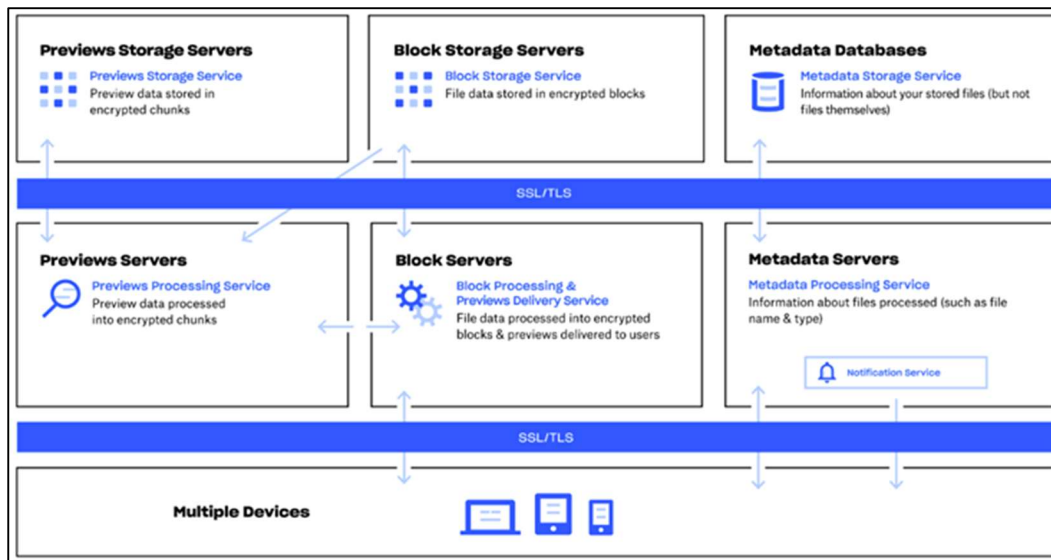 Previews Storage Servers
Previews Storage Service
Preview data stored in
encrypted chunks
Block Storage Servers
Block Storage Service
File data stored in encrypted blocks
Metadata Databases
Metadata Storage Service
Information about your stored files (but not
files themselves)
SSL/TLS
Previews Servers
Previews Processing Service
Preview data processed
into encrypted chunks
Block Servers
Block Processing &
Previews Delivery Service
File data processed into encrypted
blocks & previews delivered to users
Metadata Servers
Metadata Processing Service
Information about files processed (such as file
name & type)
Notification Service
SSL/TLS
Multiple Devices